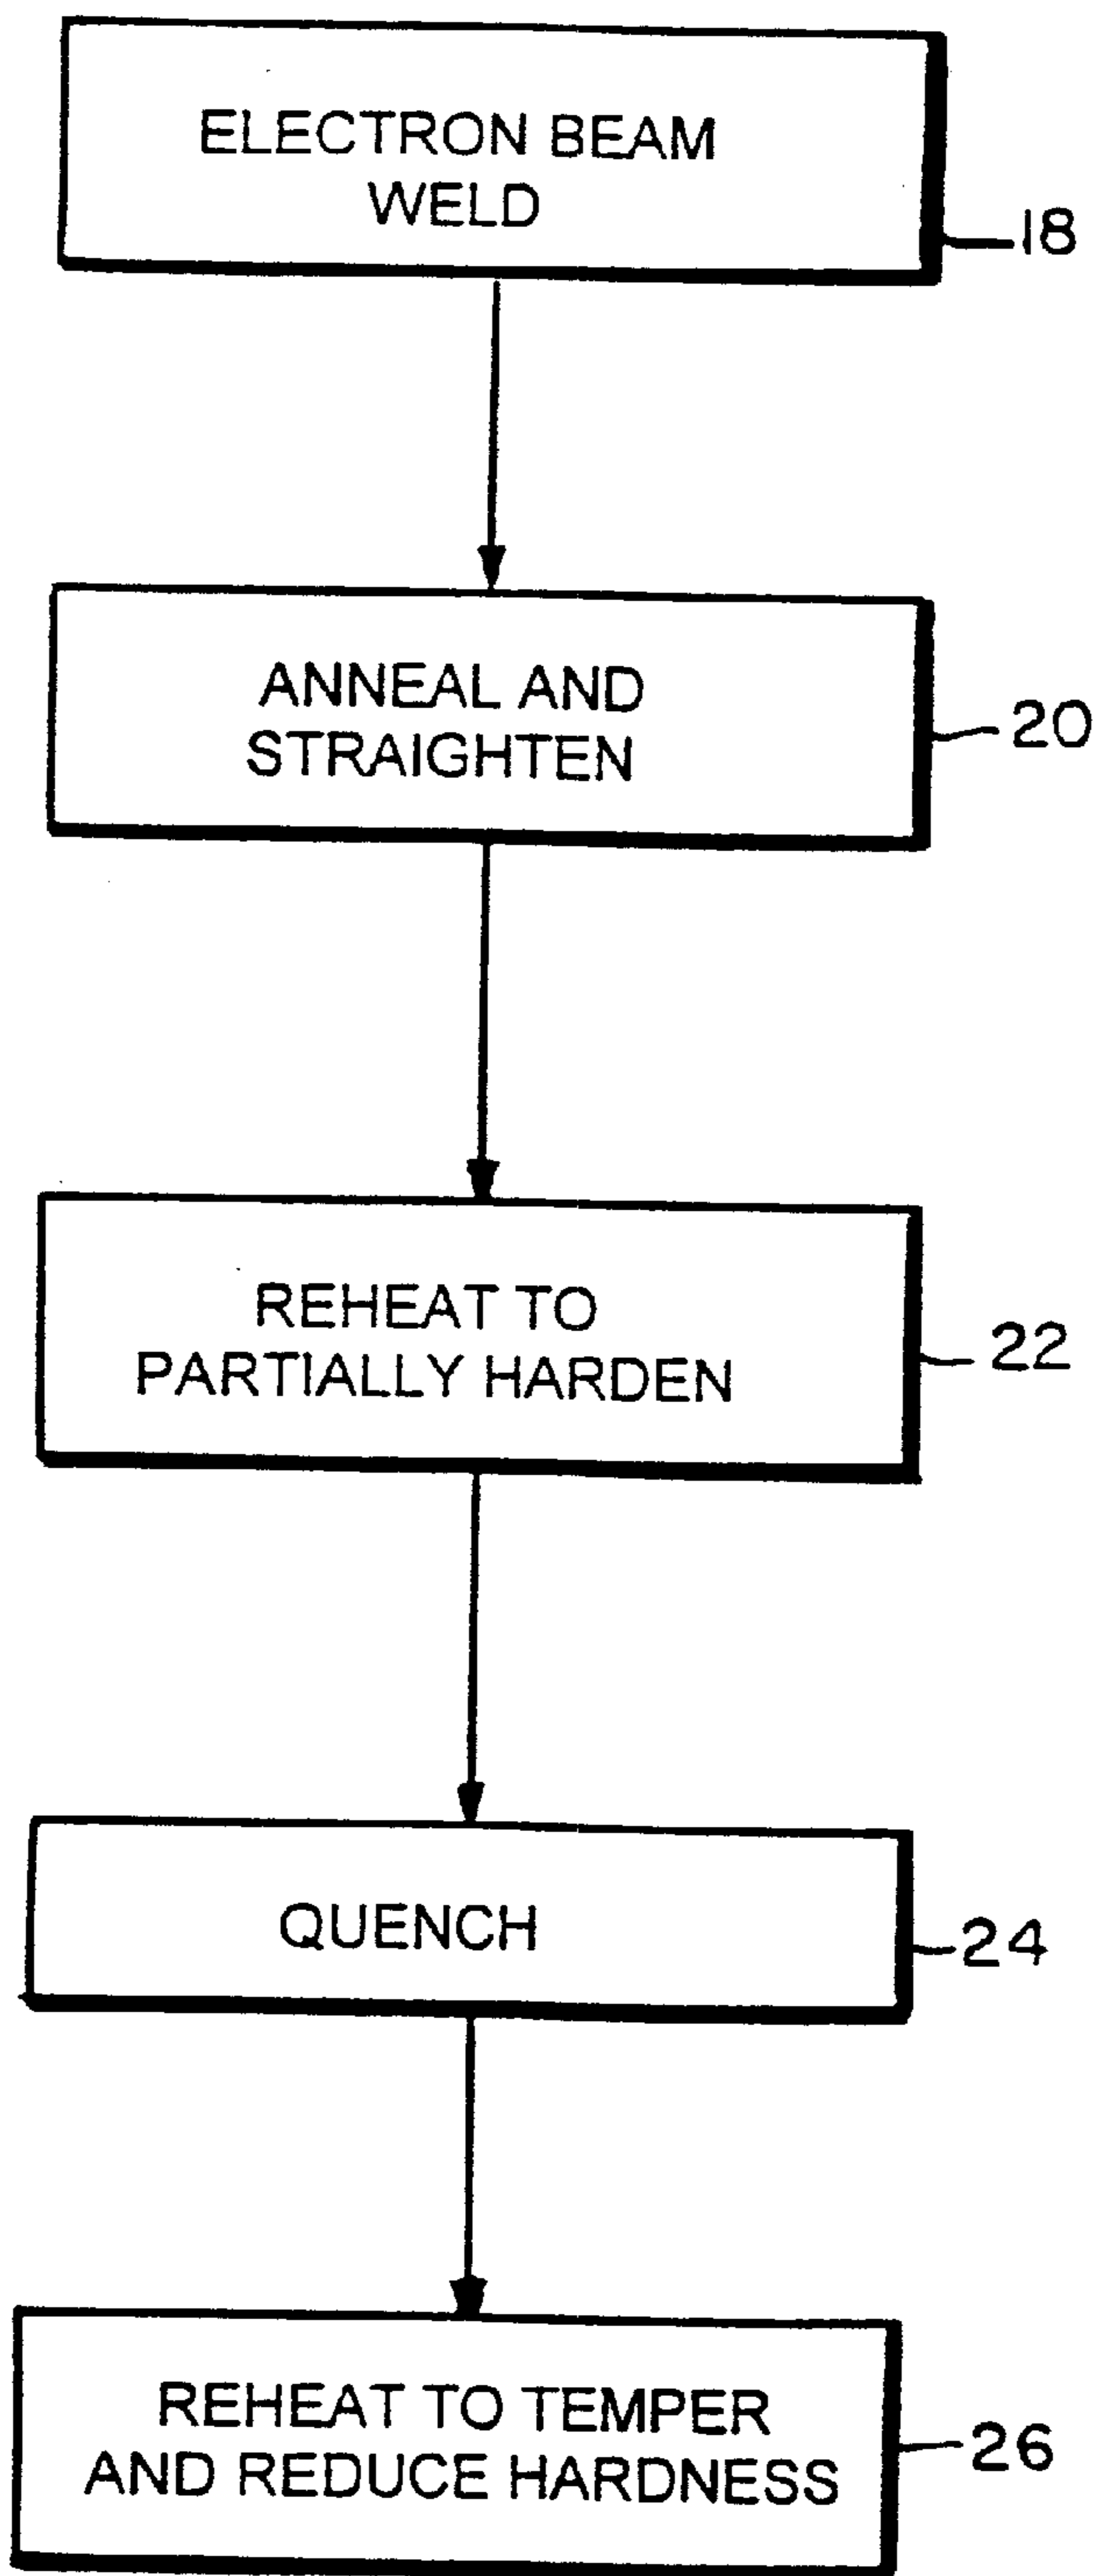 ELECTRON BEAM
WELD
18
ANNEAL AND
STRAIGHTEN
20
REHEAT TO
PARTIALLY HARDEN
22
QUENCH
24
REHEAT TO TEMPER
AND REDUCE HARDNESS
26